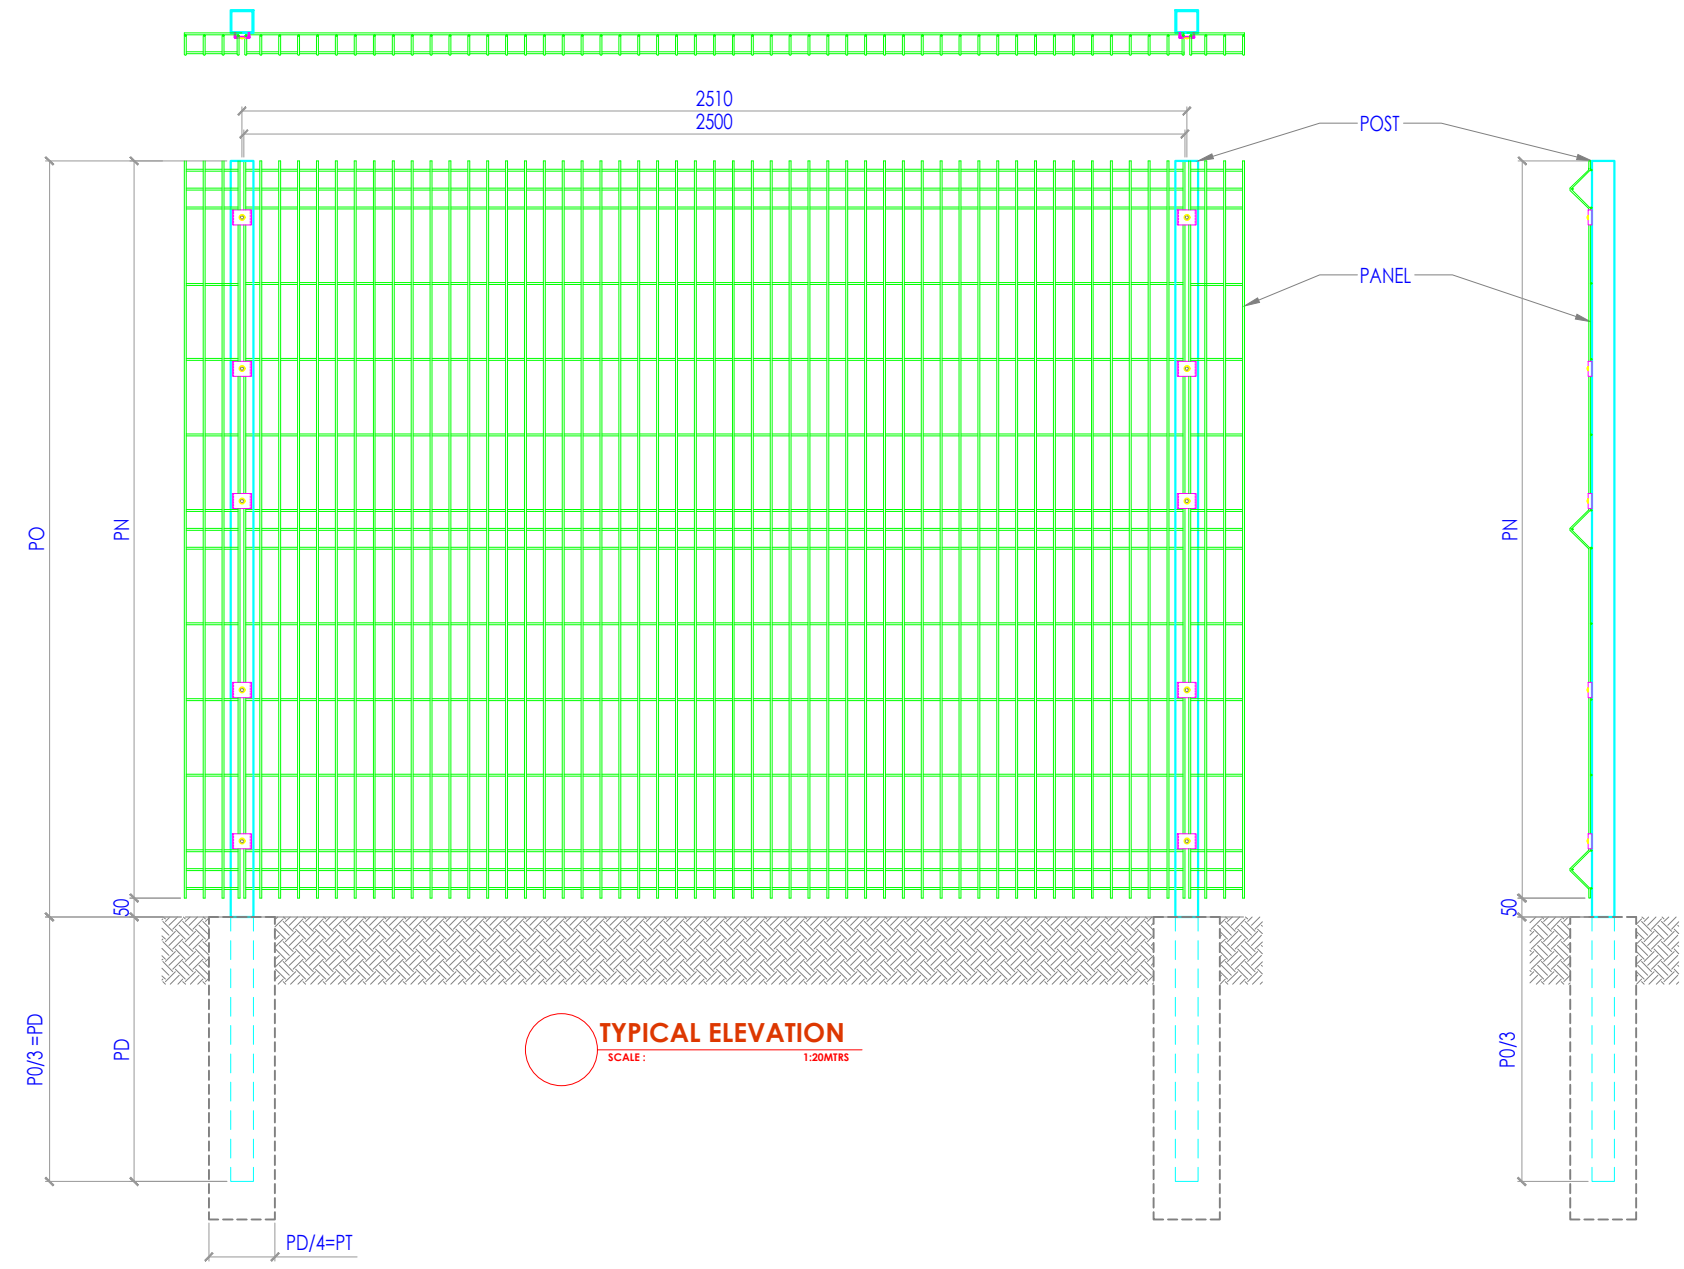 2510
2500
POST
PANEL
PO
PN
PN
50
50
P0/3 =PD
PD
P0/3
TYPICAL ELEVATION
SCALE : 1:20MTRS
PD/4=PT